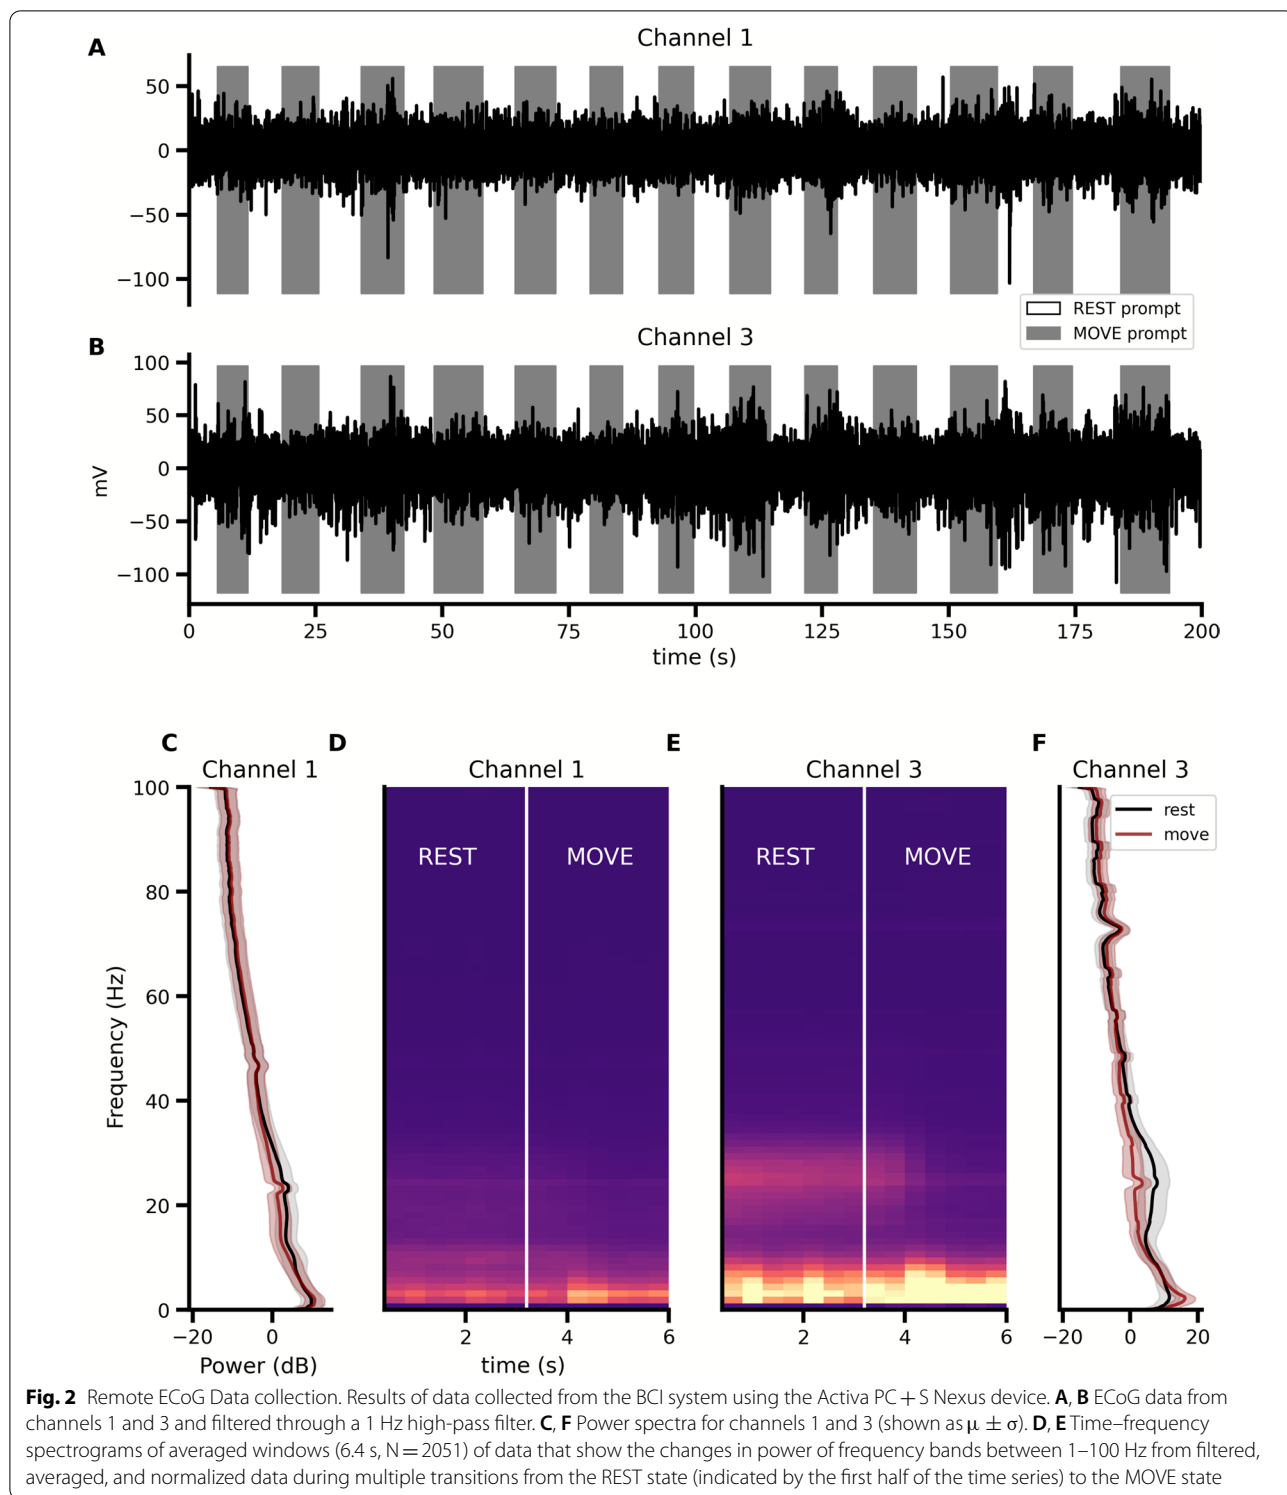 A
Channel 1
50
0
−50
−100
REST prompt
MOVE prompt
B
Channel 3
100
50
0
−50
−100
mV
0 25 50 75 100 125 150 175 200
time (s)
C
Channel 1
100
80
60
40
20
0
Frequency (Hz)
−20 0
Power (dB)
D
Channel 1
REST MOVE
2 4 6
time (s)
E
Channel 3
REST MOVE
2 4 6
F
Channel 3
rest
move
−20 0 20
Fig. 2 Remote ECoG Data collection. Results of data collected from the BCI system using the Activa PC + S Nexus device. A, B ECoG data from
channels 1 and 3 and filtered through a 1 Hz high-pass filter. C, F Power spectra for channels 1 and 3 (shown as μ ± σ). D, E Time–frequency
spectrograms of averaged windows (6.4 s, N = 2051) of data that show the changes in power of frequency bands between 1–100 Hz from filtered,
averaged, and normalized data during multiple transitions from the REST state (indicated by the first half of the time series) to the MOVE state